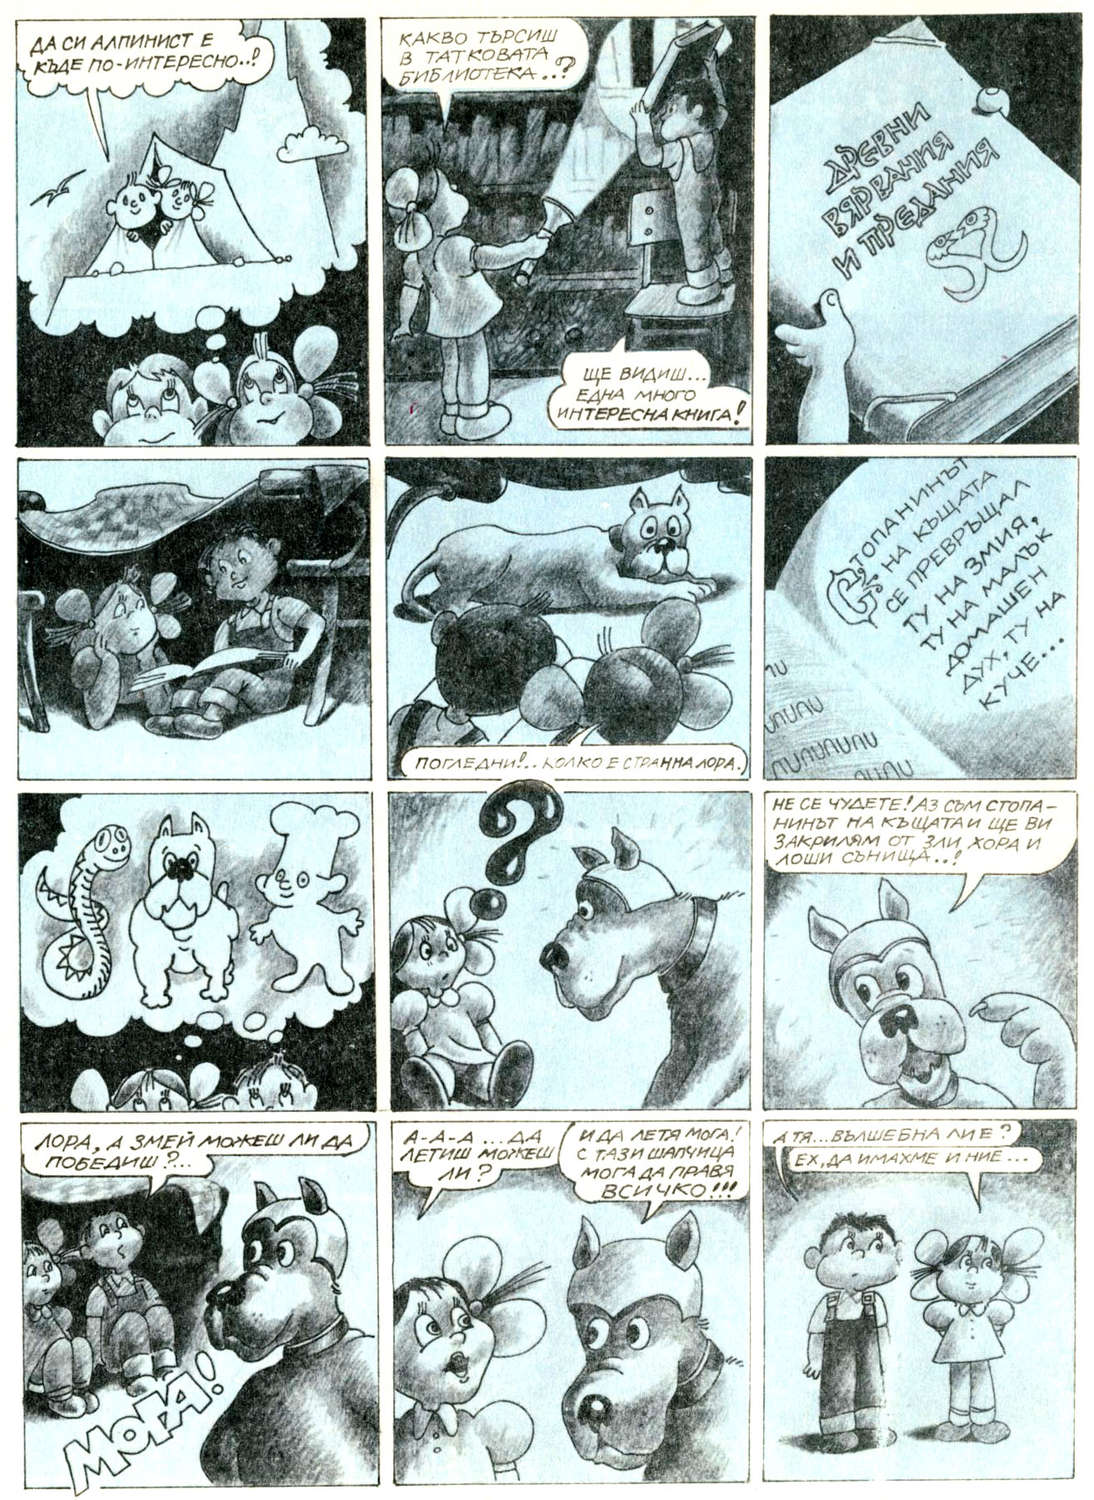 ДА СИ АЛПИНИСТ Е
КЪДЕ ПО-ИНТЕРЕСНО..!
КАКВО ТЪРСИШ
В ТАТКОВАТА
БИБЛИОТЕКА..?
ЩЕ ВИДИШ...
ЕДНА МНОГО
ИНТЕРЕСНА КНИГА!
ДРЕВНИ
ВЯРВАНИЯ
И ПРЕДАНИЯ
ПОГЛЕДНИ!.. КОЛКО Е СТРАННА ЛОРА.
СТОПАНИНЪТ
НА КЪЩАТА
СЕ ПРЕВРЪЩАЛ
ТУ НА ЗМИЯ,
ТУ НА МАЛЪК
ДОМАШЕН
ДУХ, ТУ НА
КУЧЕ...
?
НЕ СЕ ЧУДЕТЕ! АЗ СЪМ СТОПА-
НИНЪТ НА КЪЩАТА И ЩЕ ВИ
ЗАКРИЛЯМ ОТ ЗЛИ ХОРА И
ЛОШИ СЪНИЩА..!
ЛОРА, А ЗМЕЙ МОЖЕШ ЛИ ДА
ПОБЕДИШ?...
МОГА!
А-А-А...ДА
ЛЕТИШ МОЖЕШ
ЛИ?
И ДА ЛЕТЯ МОГА!
С ТАЗИ ШАПЧИЦА
МОГА ДА ПРАВЯ
ВСИЧКО!!!
А ТЯ...ВЪЛШЕБНА ЛИ Е?
ЕХ, ДА ИМАХМЕ И НИЕ...